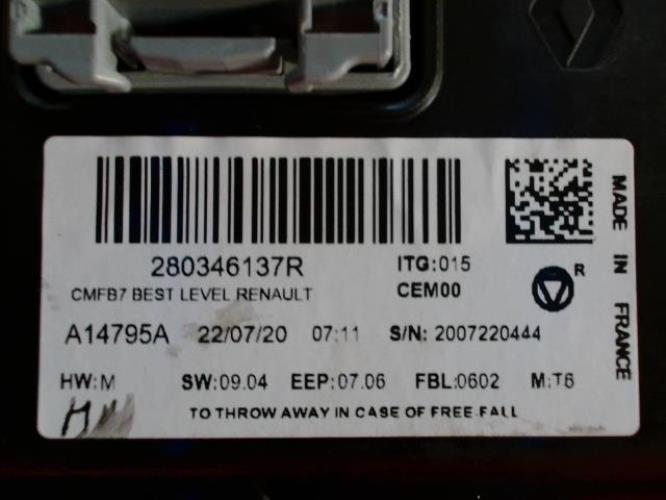 280346137R
ITG:015
CMFB7 BEST LEVEL RENAULT
CEM00
R
A14795A 22/07/20 07:11 S/N: 2007220444
HW:M SW:09.04 EEP:07.06 FBL:0602 M:T6
TO THROW AWAY IN CASE OF FREE FALL
MADE IN FRANCE